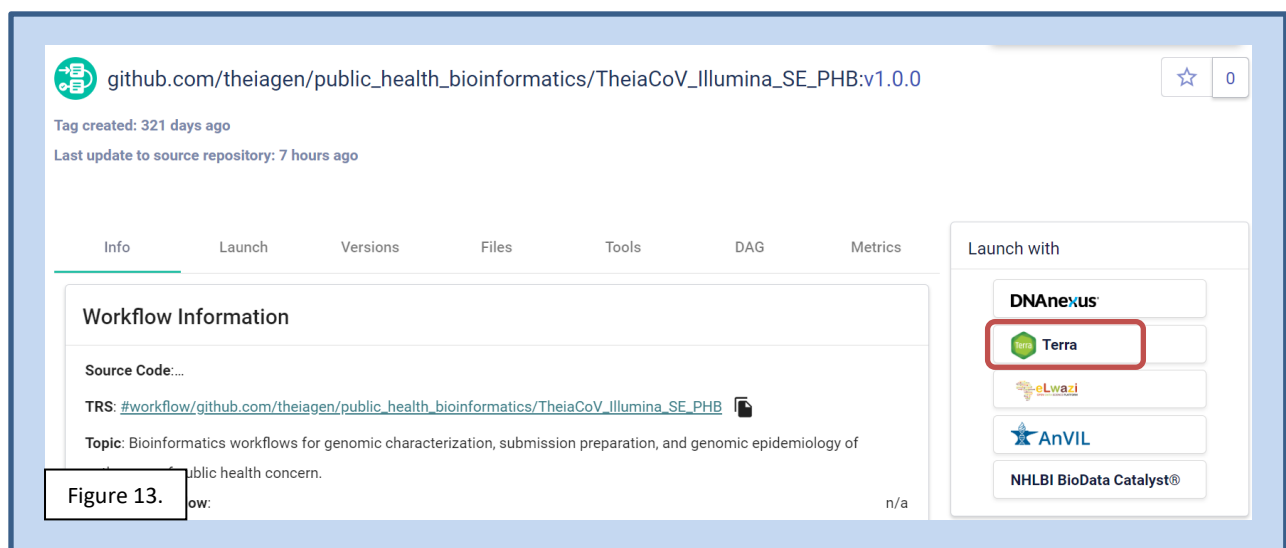 github.com/theiagen/public_health_bioinformatics/TheiaCoV_Illumina_SE_PHB:v1.0.0
0
Tag created: 321 days ago
Last update to source repository: 7 hours ago
Info Launch Versions Files Tools DAG Metrics
Launch with
Workflow Information
Source Code:...
TRS: #workflow/github.com/theiagen/public_health_bioinformatics/TheiaCoV_Illumina_SE_PHB
Topic: Bioinformatics workflows for genomic characterization, submission preparation, and genomic epidemiology of
public health concern.
n/a
DNAnexus
Terra
Terra
eLwazi
AnVIL
NHLBI BioData Catalyst®
Figure 13.